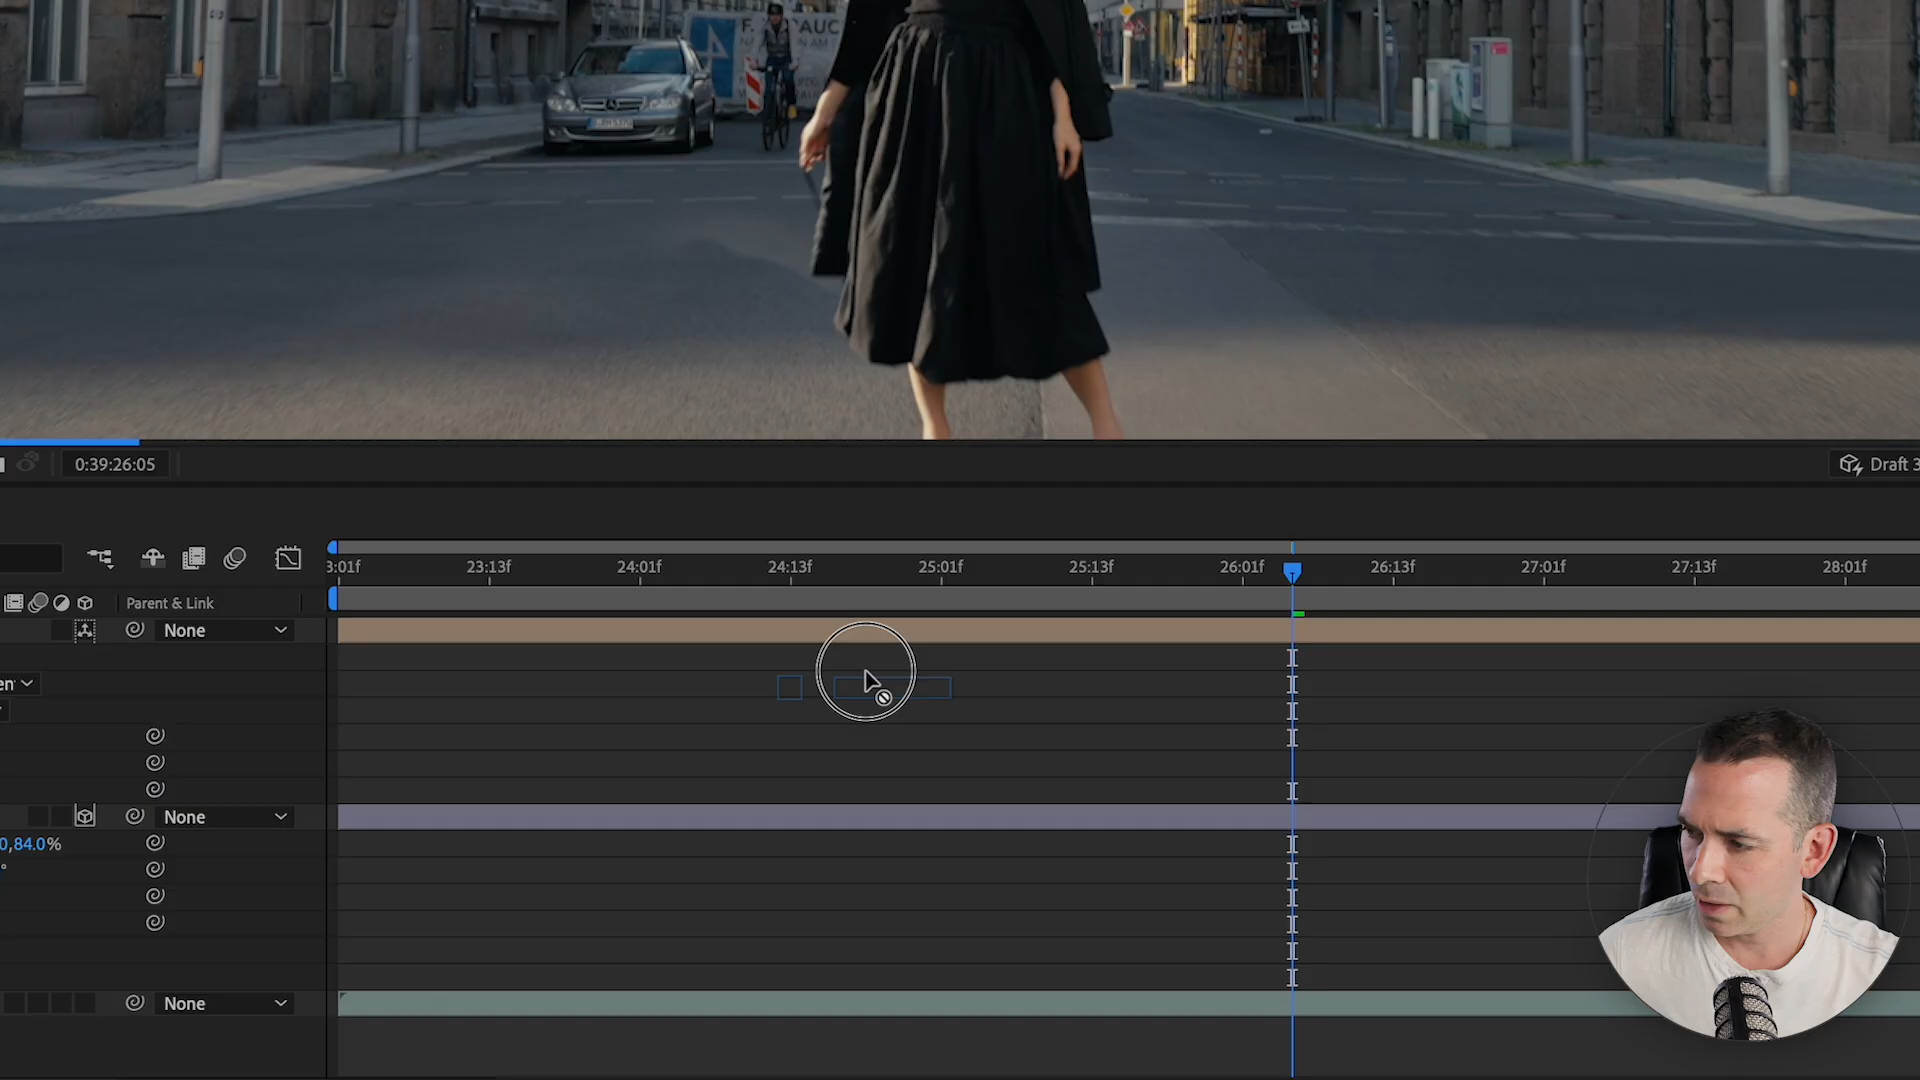 F. RAUC
0:39:26:05
Draft 3
3:01f 23:13f 24:01f 24:13f 25:01f 25:13f 26:01f 26:13f 27:01f 27:13f 28:01f
Parent & Link
None
en
None
0,84.0%
None